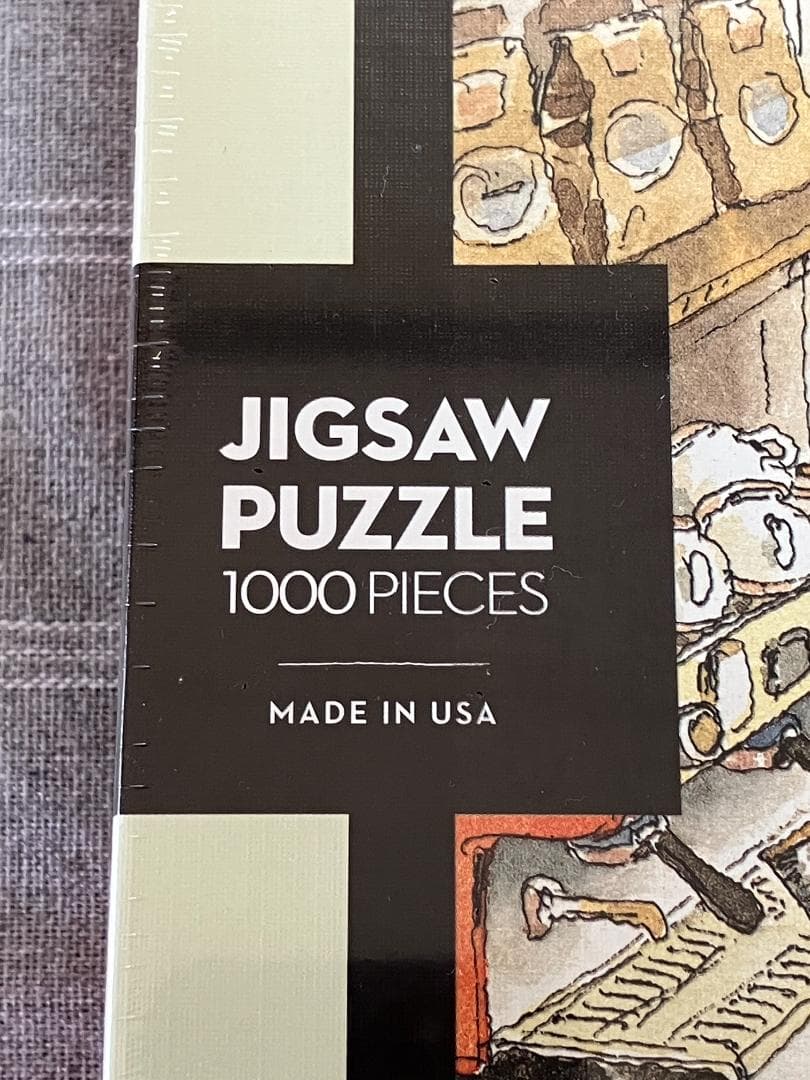 JIGSAW
PUZZLE
1000 PIECES
MADE IN USA